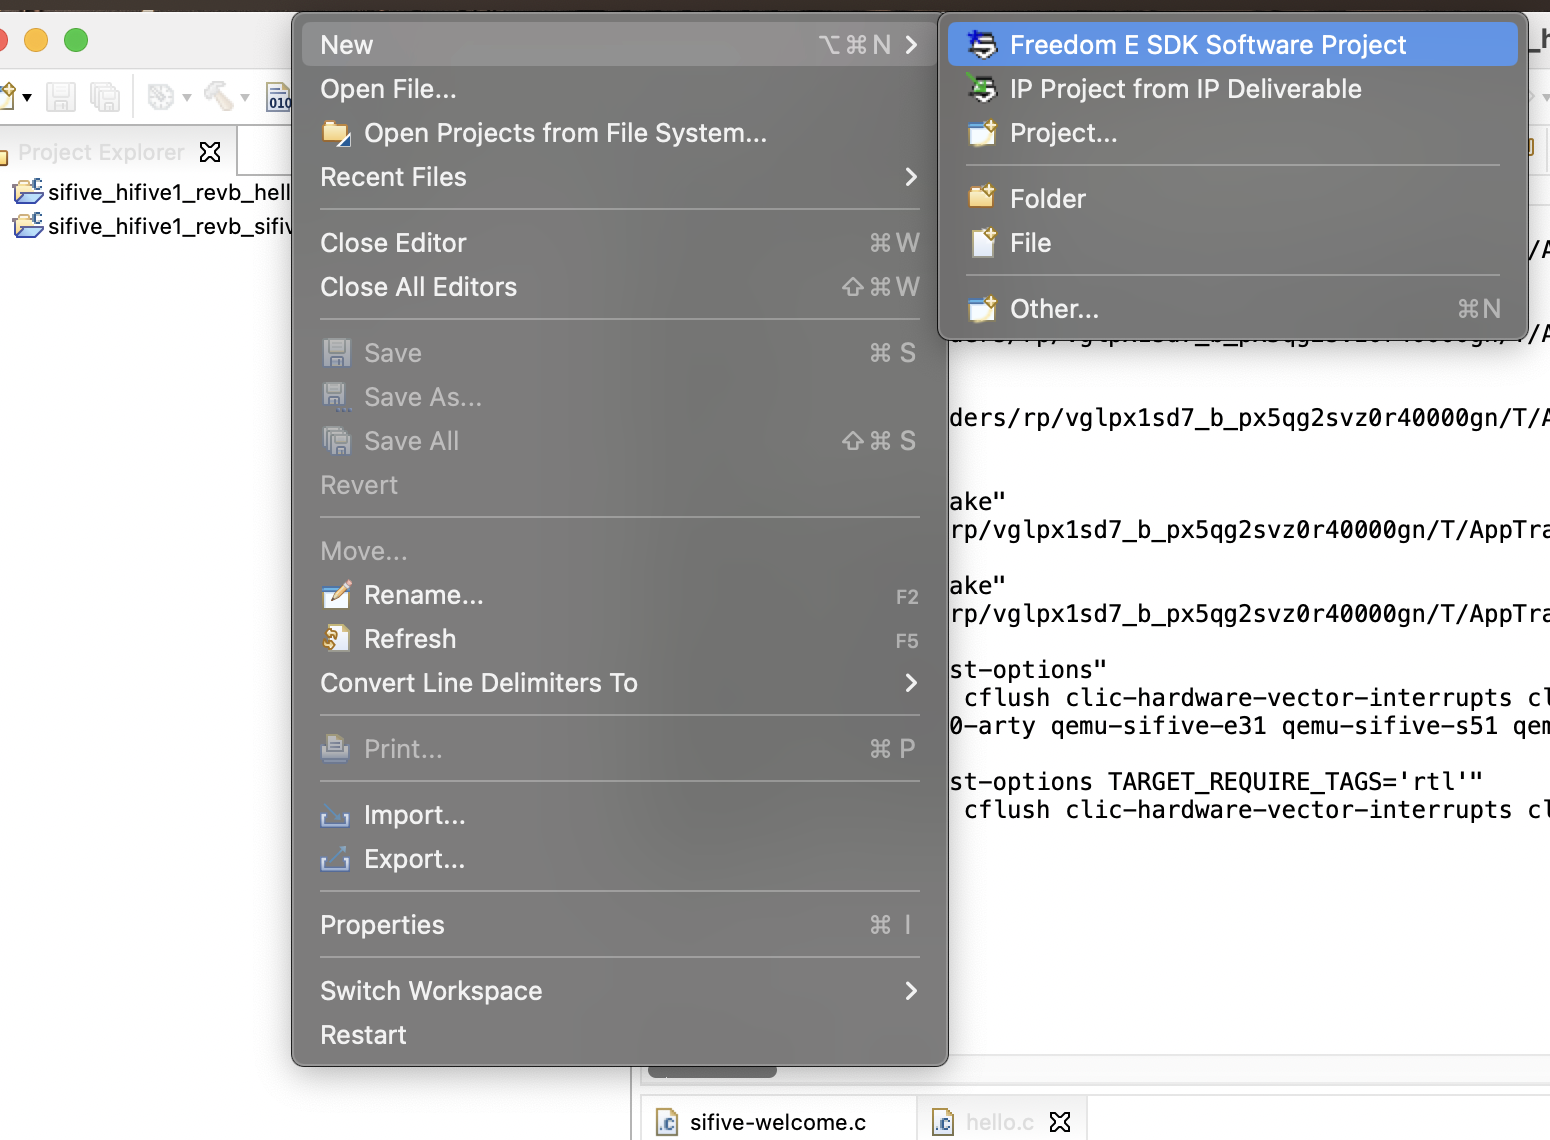 New ⌥⌘N
Open File...
Open Projects from File System...
Recent Files
Close Editor ⌘W
Close All Editors ⇧⌘W
Save ⌘S
Save As...
Save All ⇧⌘S
Revert
Move...
Rename... F2
Refresh F5
Convert Line Delimiters To
Print... ⌘P
Import...
Export...
Properties ⌘I
Switch Workspace
Restart
Freedom E SDK Software Project
IP Project from IP Deliverable
Project...
Folder
File
Other... ⌘N
010
Project Explorer
sifive_hifive1_revb_hell
sifive_hifive1_revb_sifiv
ders/rp/vglpx1sd7_b_px5qg2svz0r40000gn/T/A
ake"
rp/vglpx1sd7_b_px5qg2svz0r40000gn/T/AppTra
ake"
rp/vglpx1sd7_b_px5qg2svz0r40000gn/T/AppTra
st-options"
cflush clic-hardware-vector-interrupts cl
0-arty qemu-sifive-e31 qemu-sifive-s51 qem
st-options TARGET_REQUIRE_TAGS='rtl'"
cflush clic-hardware-vector-interrupts cl
sifive-welcome.c
hello.c